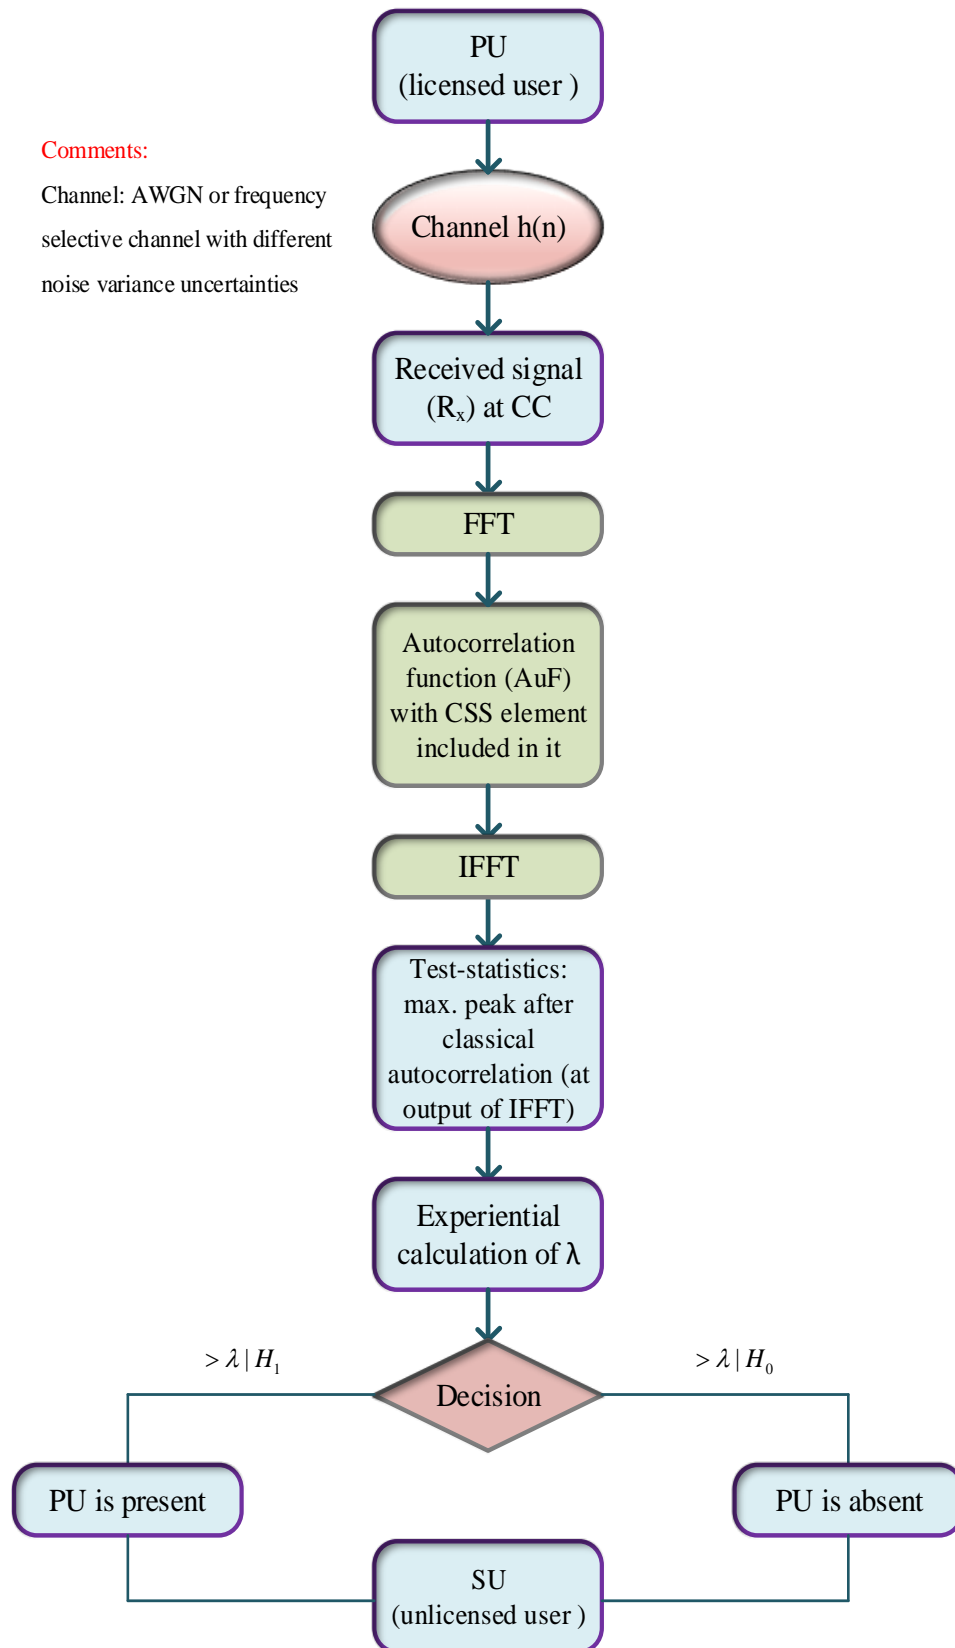 PU
(licensed user )
Comments:
Channel: AWGN or frequency
selective channel with different
noise variance uncertainties
Channel h(n)
Received signal
(Rₓ) at CC
FFT
Autocorrelation
function (AuF)
with CSS element
included in it
IFFT
Test-statistics:
max. peak after
classical
autocorrelation (at
output of IFFT)
Experiential
calculation of λ
> λ | H₁
> λ | H₀
Decision
PU is present
PU is absent
SU
(unlicensed user )